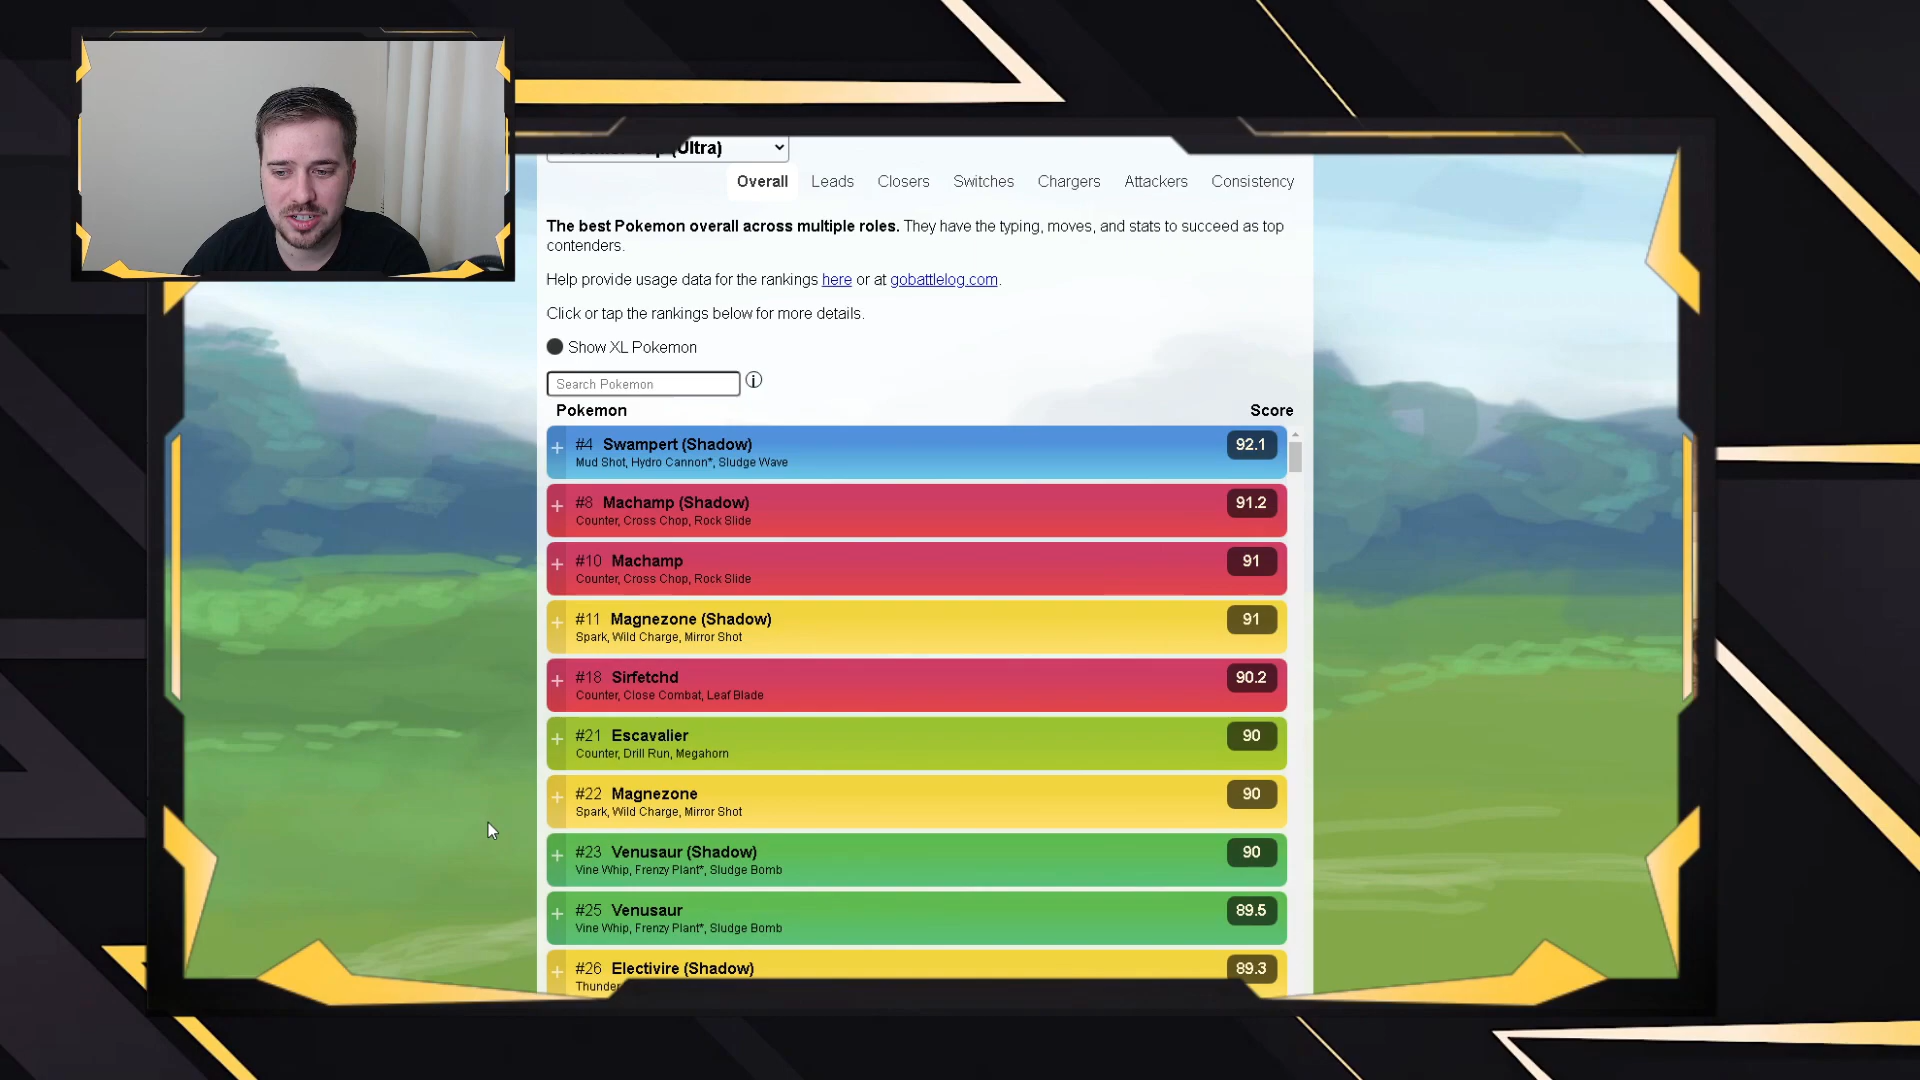 (Ultra)
Overall Leads Closers Switches Chargers Attackers Consistency
The best Pokemon overall across multiple roles. They have the typing, moves, and stats to succeed as top
contenders.
Help provide usage data for the rankings here or at gobattlelog.com.
Click or tap the rankings below for more details.
Show XL Pokemon
Search Pokemon
Pokemon Score
#4 Swampert (Shadow) 92.1
Mud Shot, Hydro Cannon*, Sludge Wave
#8 Machamp (Shadow) 91.2
Counter, Cross Chop, Rock Slide
#10 Machamp 91
Counter, Cross Chop, Rock Slide
#11 Magnezone (Shadow) 91
Spark, Wild Charge, Mirror Shot
#18 Sirfetchd 90.2
Counter, Close Combat, Leaf Blade
#21 Escavalier 90
Counter, Drill Run, Megahorn
#22 Magnezone 90
Spark, Wild Charge, Mirror Shot
#23 Venusaur (Shadow) 90
Vine Whip, Frenzy Plant*, Sludge Bomb
#25 Venusaur 89.5
Vine Whip, Frenzy Plant*, Sludge Bomb
#26 Electivire (Shadow) 89.3
Thunder